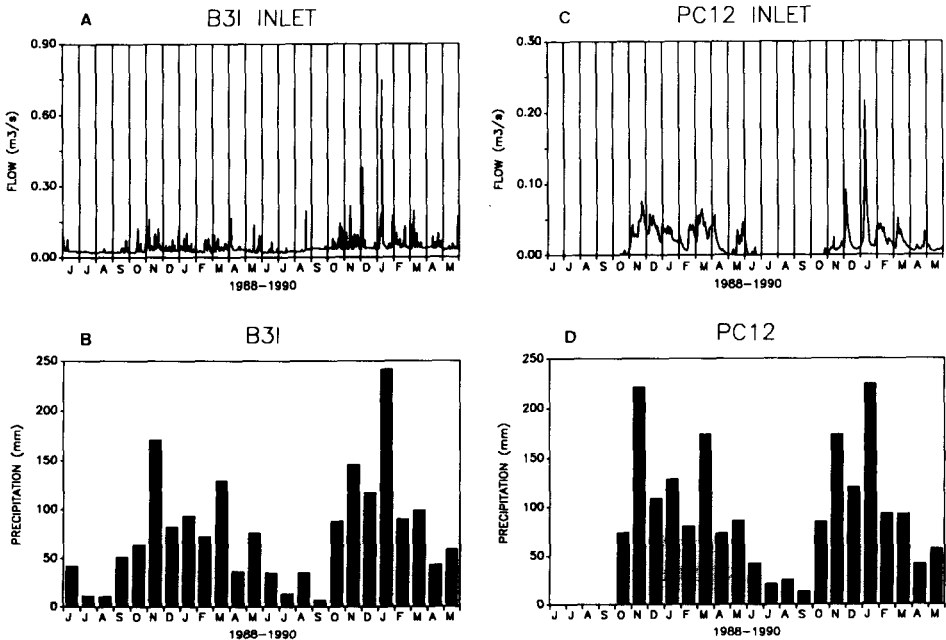 A
B3I INLET
0.90
0.60
0.30
0.00
FLOW (m3/s)
J J A S O N D J F M A M J J A S O N D J F M A M
1988-1990
C
PC12 INLET
0.30
0.20
0.10
0.00
FLOW (m3/s)
J J A S O N D J F M A M J J A S O N D J F M A M
1988-1990
B
B3I
250
200
150
100
50
0
PRECIPITATION (mm)
J J A S O N D J F M A M J J A S O N D J F M A M
1988-1990
D
PC12
250
200
150
100
50
0
PRECIPITATION (mm)
J J A S O N D J F M A M J J A S O N D J F M A M
1988-1990